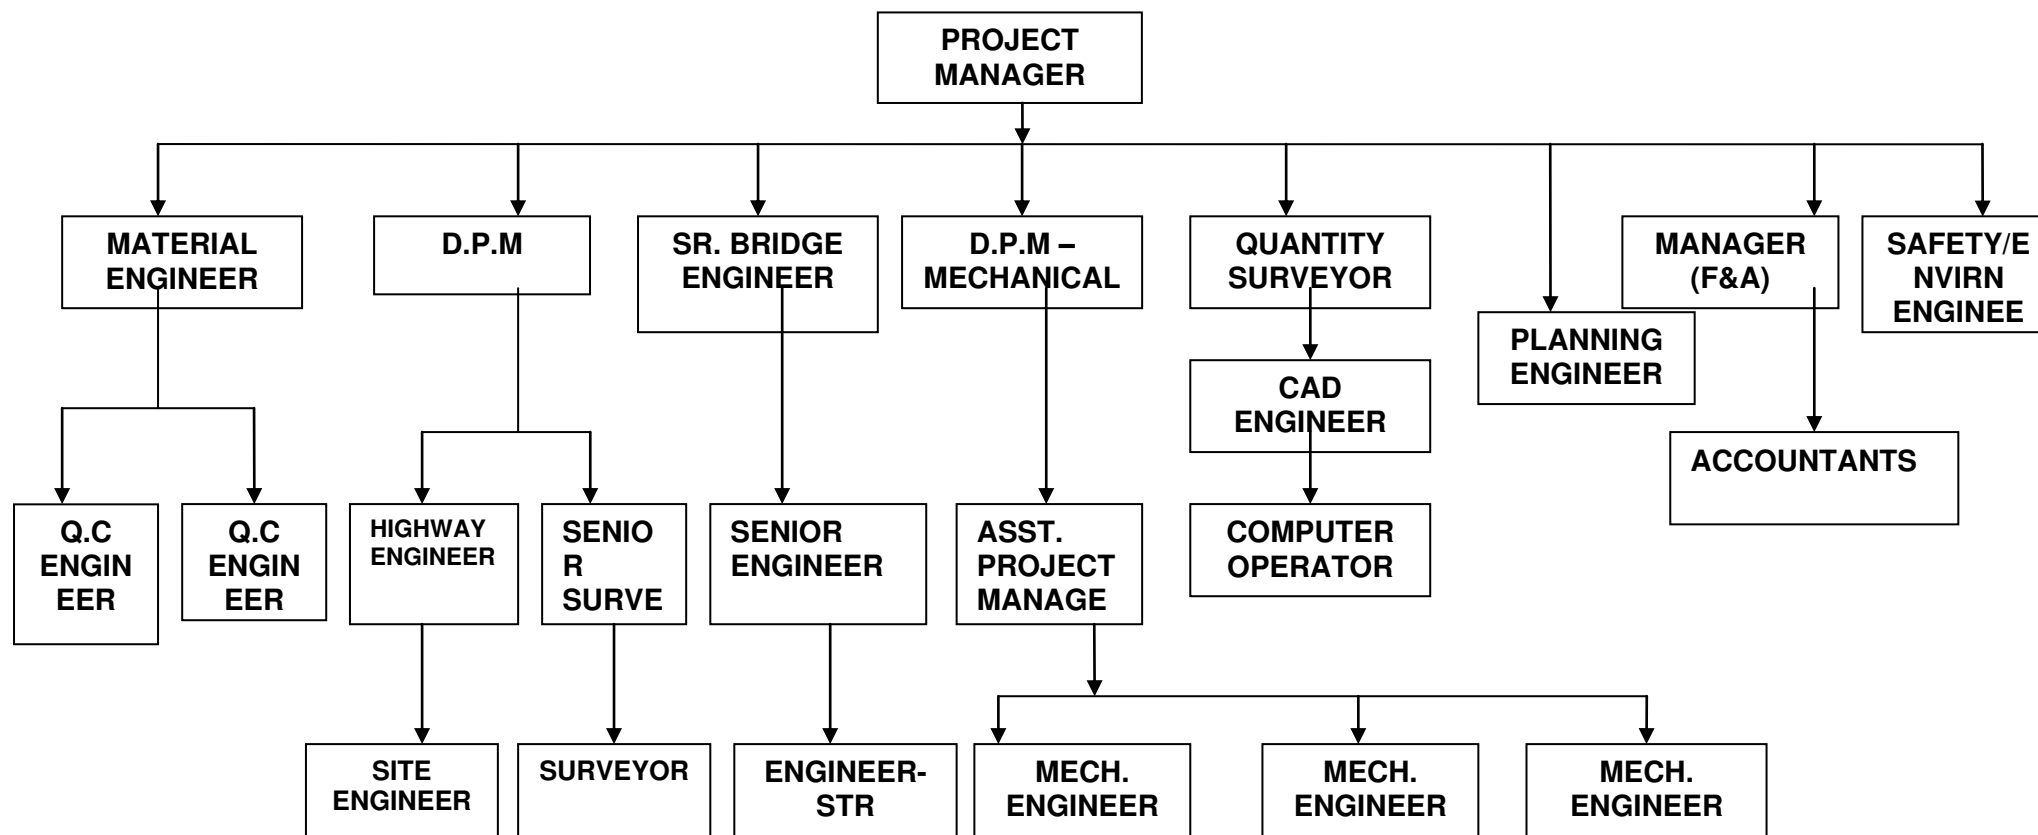 PROJECT
MANAGER
MATERIAL
ENGINEER
D.P.M
SR. BRIDGE
ENGINEER
D.P.M –
MECHANICAL
QUANTITY
SURVEYOR
PLANNING
ENGINEER
MANAGER
(F&A)
SAFETY/E
NVIRN
ENGINEE
CAD
ENGINEER
ACCOUNTANTS
Q.C
ENGIN
EER
Q.C
ENGIN
EER
HIGHWAY
ENGINEER
SENIO
R
SURVE
SENIOR
ENGINEER
ASST.
PROJECT
MANAGE
COMPUTER
OPERATOR
SITE
ENGINEER
SURVEYOR
ENGINEER-
STR
MECH.
ENGINEER
MECH.
ENGINEER
MECH.
ENGINEER